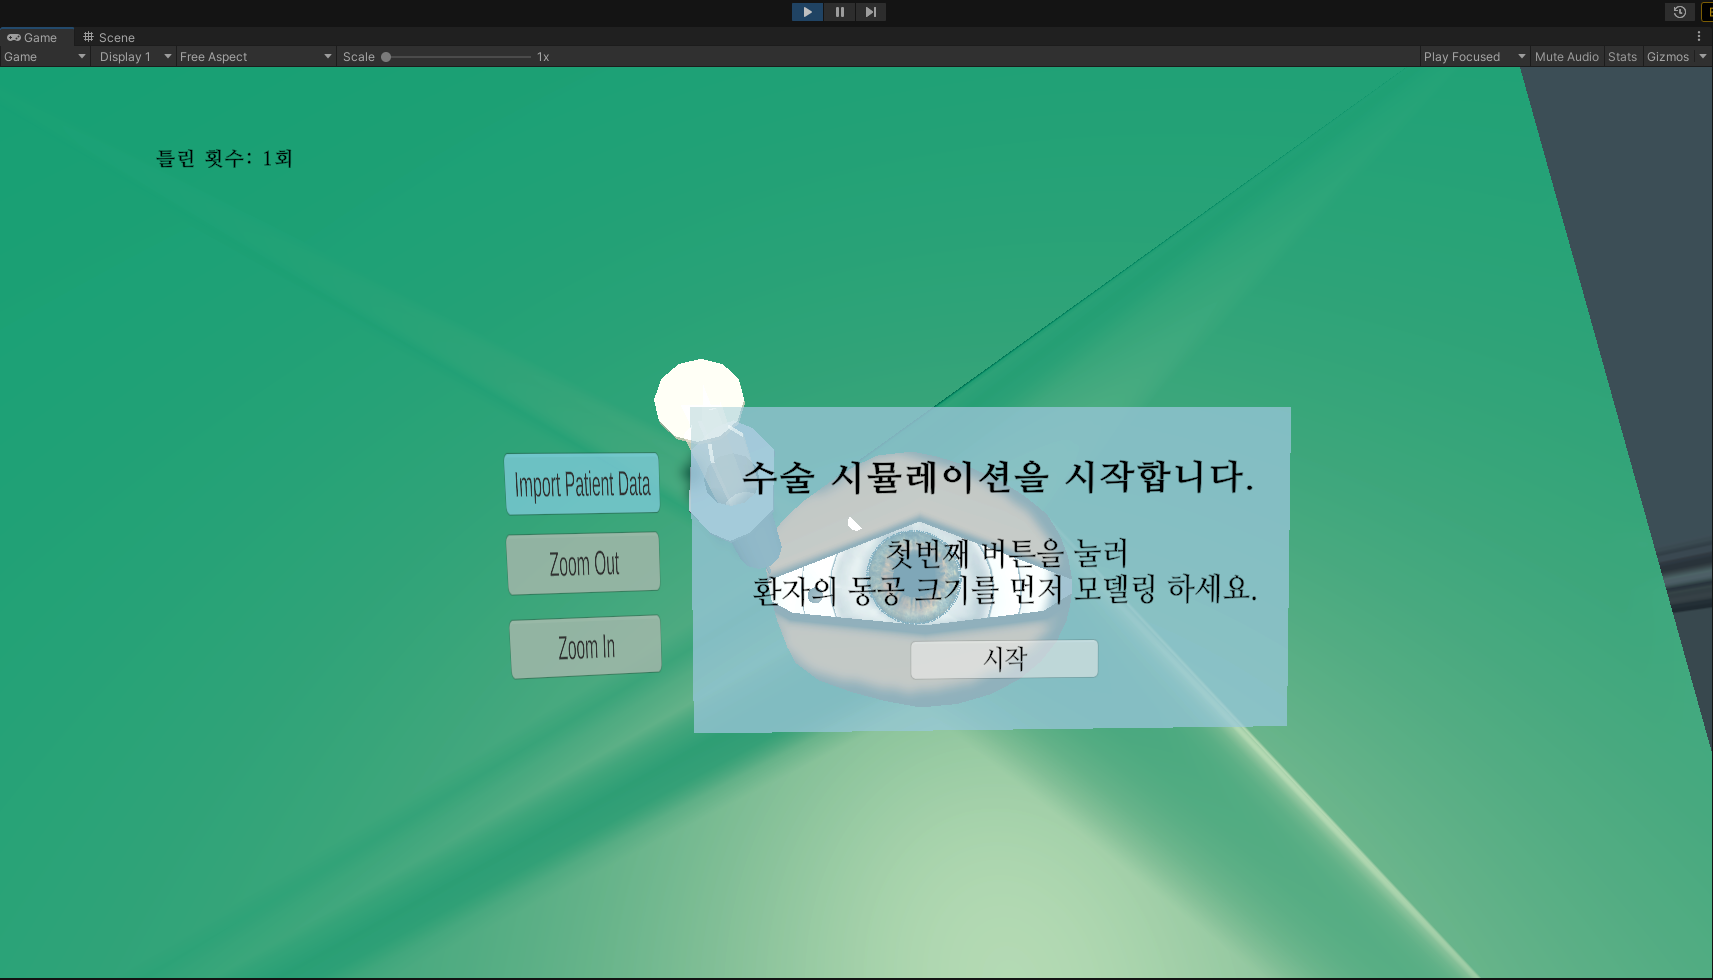 Game
Scene
Game
Display 1
Free Aspect
Scale
1x
Play Focused
Mute Audio
Stats
Gizmos
틀린 횟수: 1회
Import Patient Data
Zoom Out
Zoom In
수술 시뮬레이션을 시작합니다.
첫번째 버튼을 눌러
환자의 동공 크기를 먼저 모델링 하세요.
시작